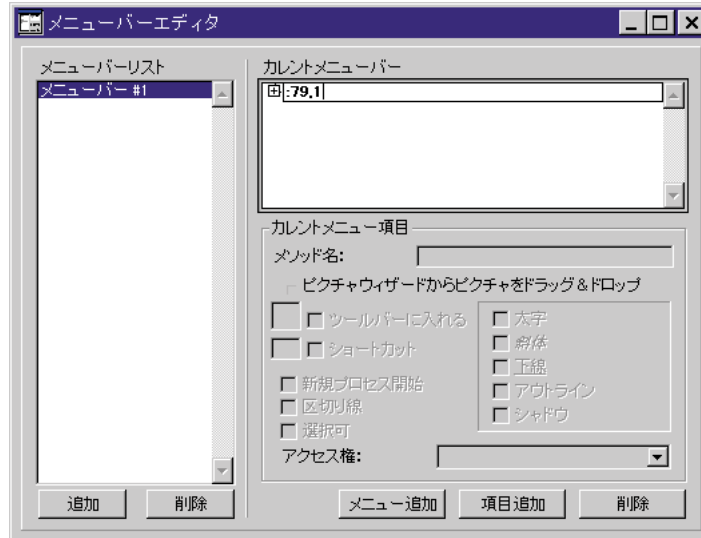 メニューバーエディタ
メニューバーリスト
メニューバー #1
追加
削除
カレントメニューバー
:79,1
カレントメニュー項目
メソッド名:
ピクチャウィザードからピクチャをドラッグ&ドロップ
ツールバーに入れる
ショートカット
新規プロセス開始
区切り線
選択可
太字
斜体
下線
アウトライン
シャドウ
アクセス権:
メニュー追加
項目追加
削除